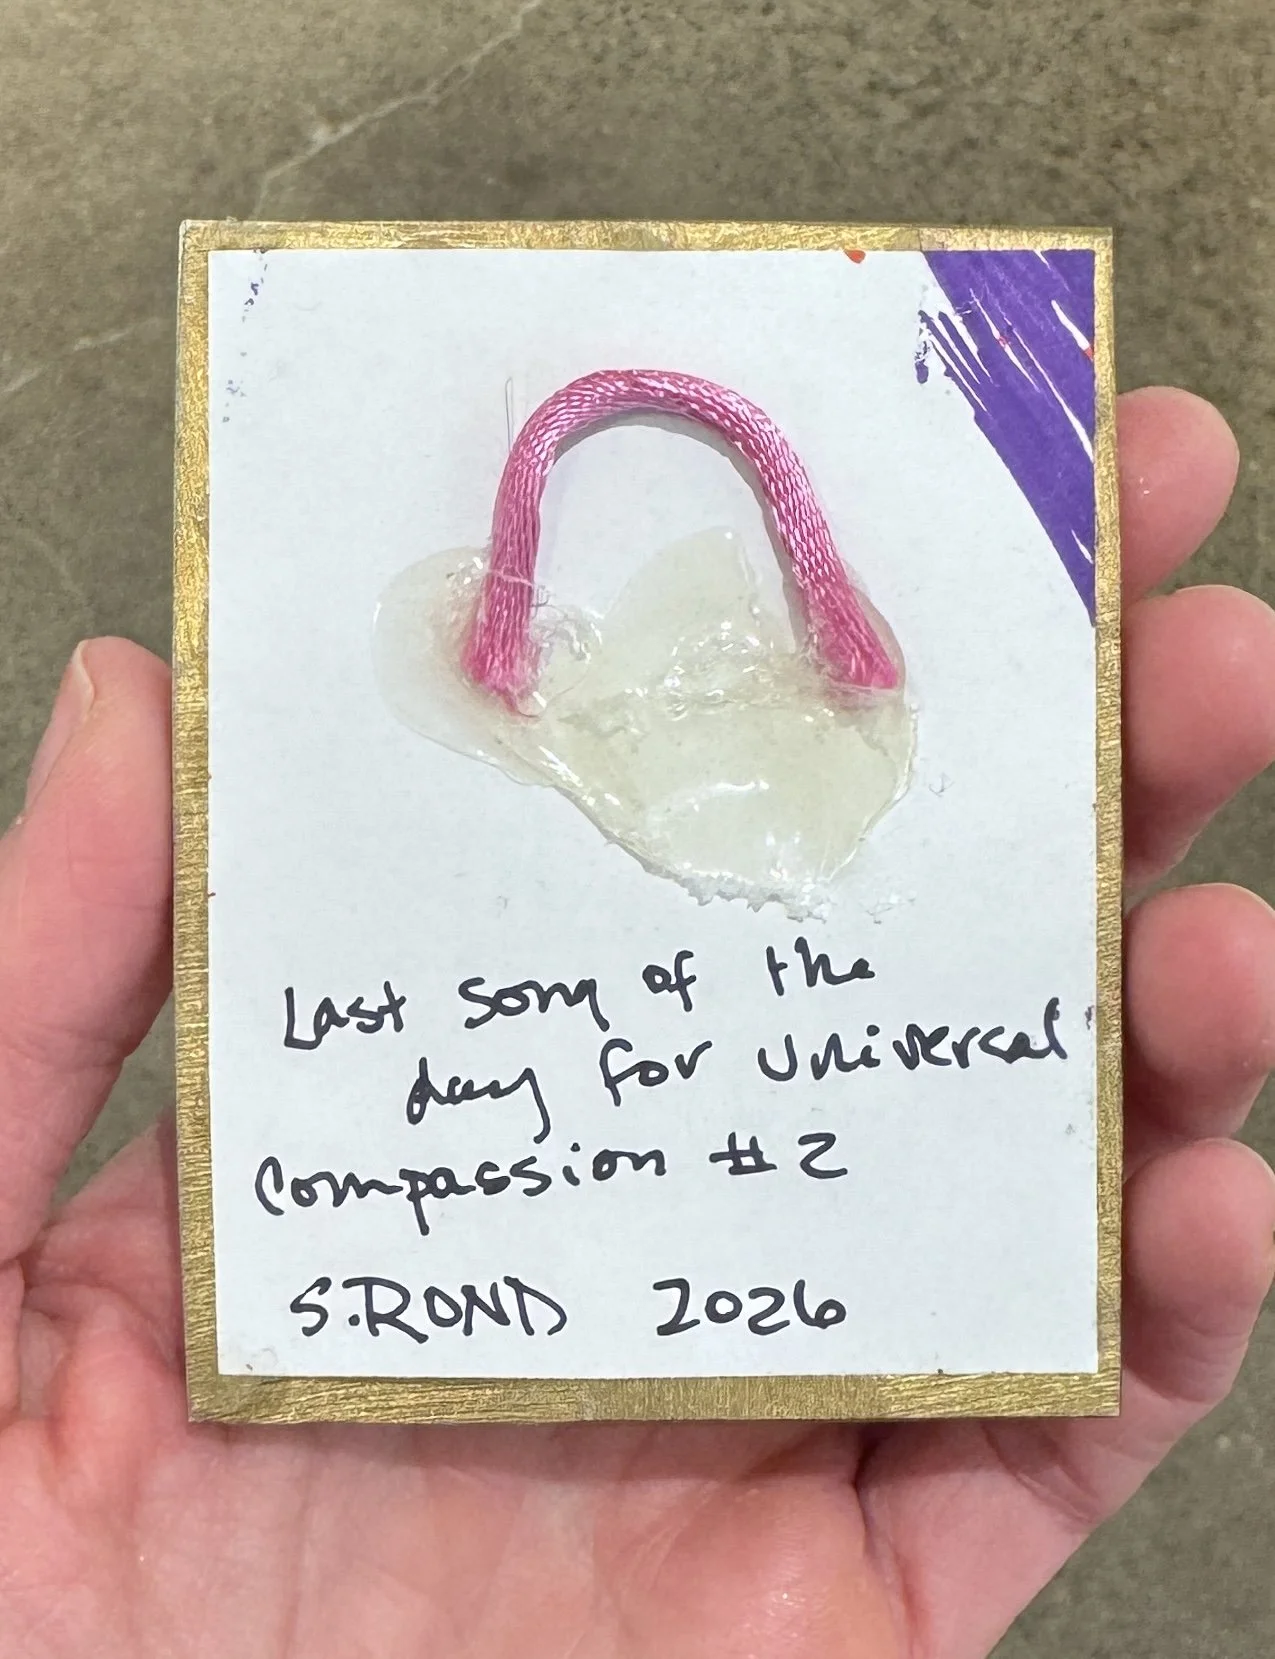 Last Song of the
day for Universal
Compassion #2
S.ROND 2026